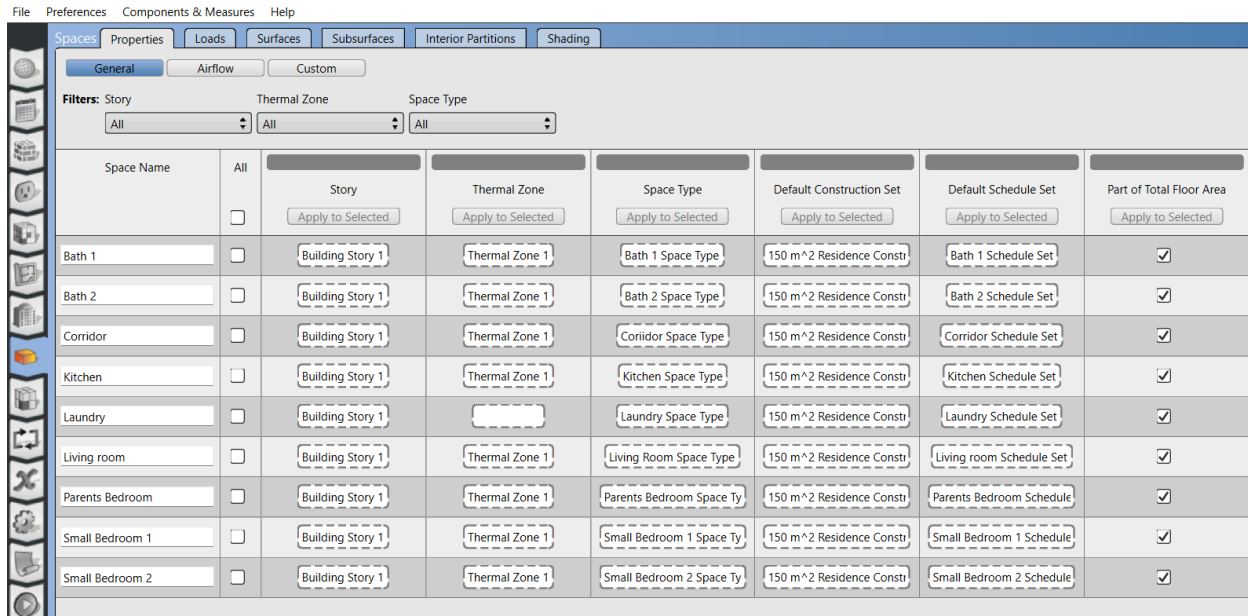 File Preferences Components & Measures Help
Spaces Properties Loads Surfaces Subsurfaces Interior Partitions Shading
General Airflow Custom
Filters: Story Thermal Zone Space Type
All All All
Space Name All Story Thermal Zone Space Type Default Construction Set Default Schedule Set Part of Total Floor Area
Apply to Selected Apply to Selected Apply to Selected Apply to Selected Apply to Selected Apply to Selected
Bath 1 Building Story 1 Thermal Zone 1 Bath 1 Space Type 150 m^2 Residence Constr Bath 1 Schedule Set
Bath 2 Building Story 1 Thermal Zone 1 Bath 2 Space Type 150 m^2 Residence Constr Bath 2 Schedule Set
Corridor Building Story 1 Thermal Zone 1 Coriidor Space Type 150 m^2 Residence Constr Corridor Schedule Set
Kitchen Building Story 1 Thermal Zone 1 Kitchen Space Type 150 m^2 Residence Constr Kitchen Schedule Set
Laundry Building Story 1 Laundry Space Type 150 m^2 Residence Constr Laundry Schedule Set
Living room Building Story 1 Thermal Zone 1 Living Room Space Type 150 m^2 Residence Constr Living room Schedule Set
Parents Bedroom Building Story 1 Thermal Zone 1 Parents Bedroom Space Ty 150 m^2 Residence Constr Parents Bedroom Schedule
Small Bedroom 1 Building Story 1 Thermal Zone 1 Small Bedroom 1 Space Ty 150 m^2 Residence Constr Small Bedroom 1 Schedule
Small Bedroom 2 Building Story 1 Thermal Zone 1 Small Bedroom 2 Space Ty 150 m^2 Residence Constr Small Bedroom 2 Schedule